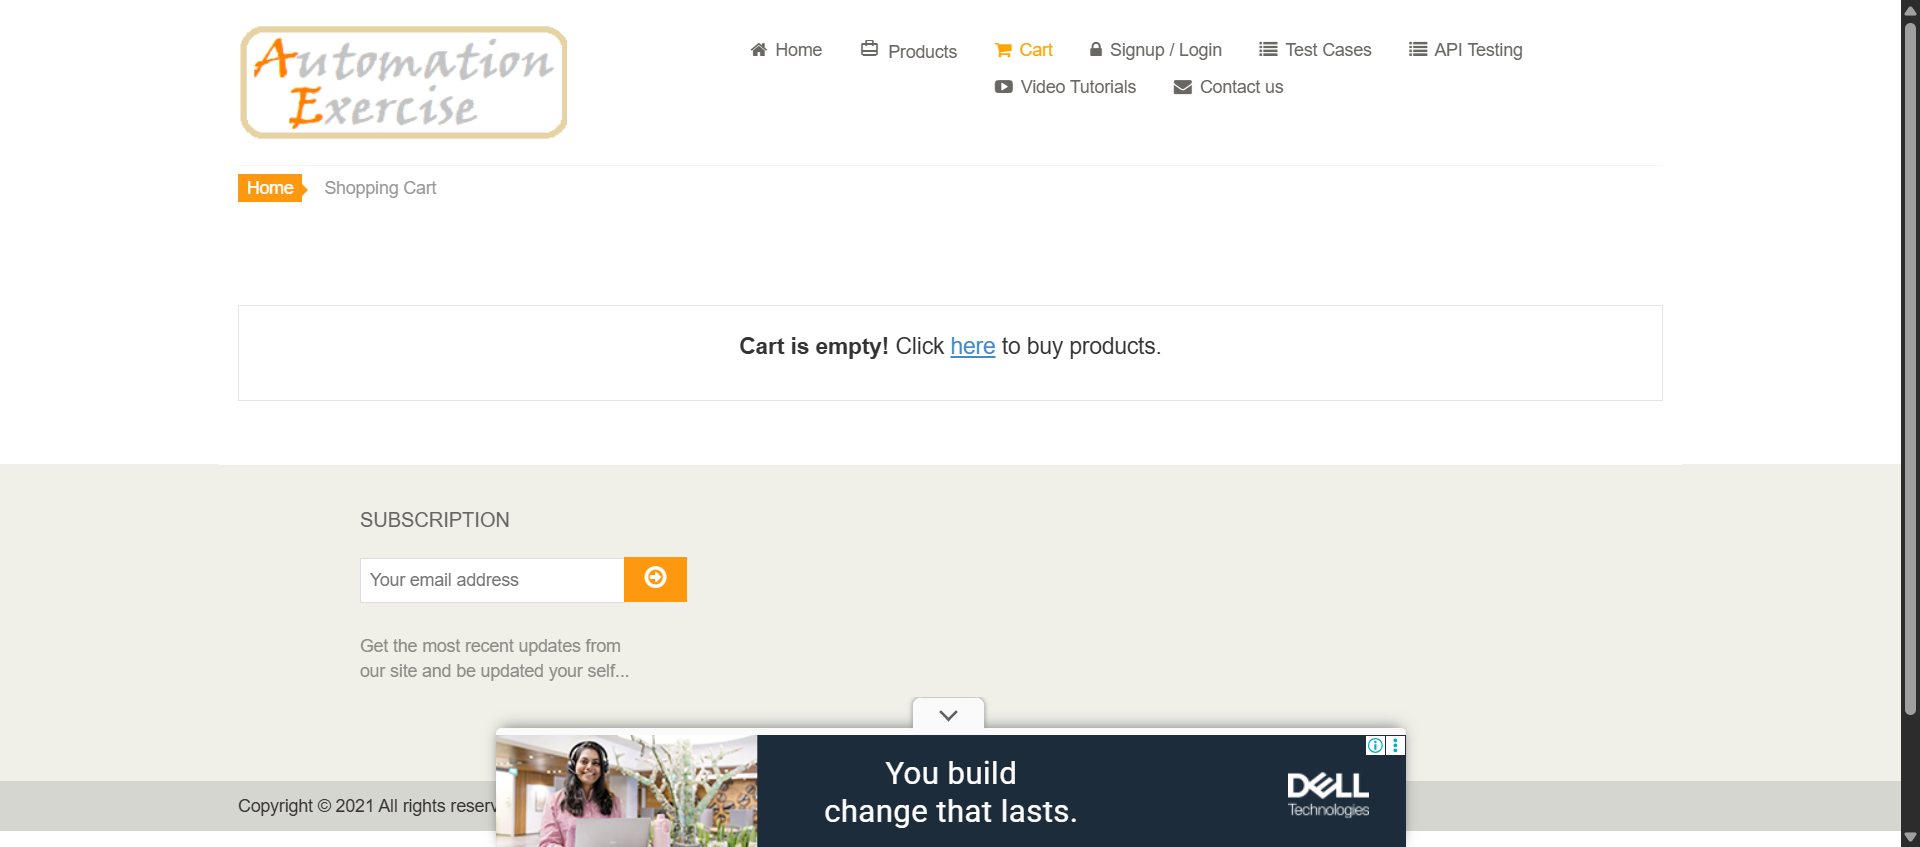 Automation
Exercise
Home
Products
Cart
Signup / Login
Test Cases
API Testing
Video Tutorials
Contact us
Home
Shopping Cart
Cart is empty! Click here to buy products.
SUBSCRIPTION
Your email address
Get the most recent updates from
our site and be updated your self...
Copyright © 2021 All rights
You build
change that lasts.
DELL
Technologies